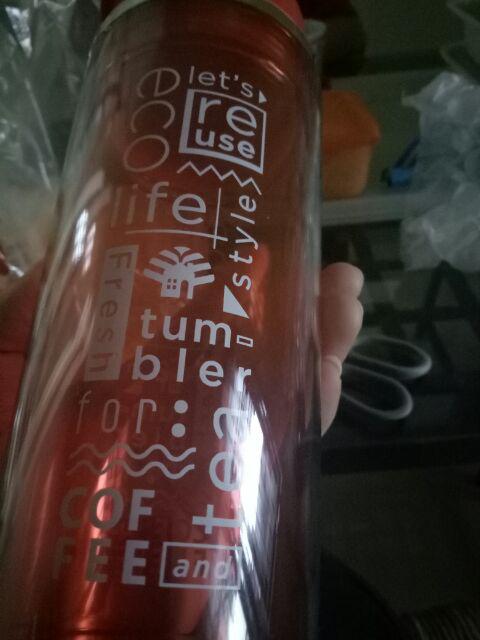 eco
let's
re
use
life
style
Fresh
tum
bler
for:
COF
FEE
and
tea